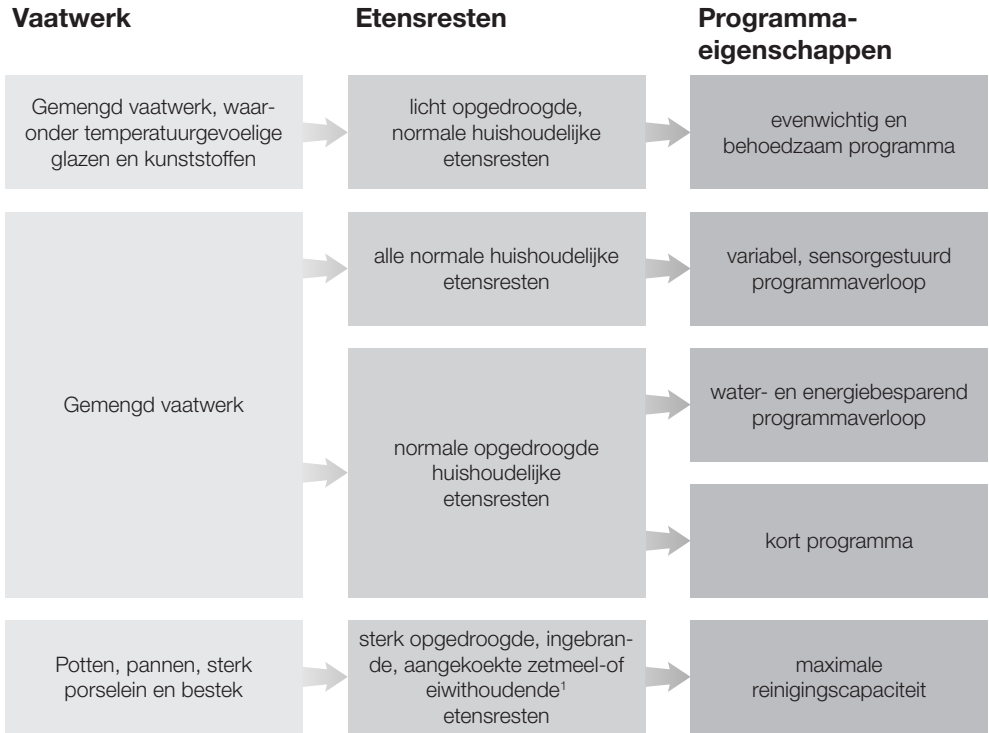 Vaatwerk
Etensresten
Programma-
eigenschappen
Gemengd vaatwerk, waar-
onder temperatuurgevoelige
glazen en kunststoffen
licht opgedroogde,
normale huishoudelijke
etensresten
evenwichtig en
behoedzaam programma
Gemengd vaatwerk
alle normale huishoudelijke
etensresten
variabel, sensorgestuurd
programmaverloop
normale opgedroogde
huishoudelijke
etensresten
water- en energiebesparend
programmaverloop
kort programma
Potten, pannen, sterk
porselein en bestek
sterk opgedroogde, ingebran-
de, aangekoekte zetmeel-of
eiwithoudende¹
etensresten
maximale
reinigingscapaciteit